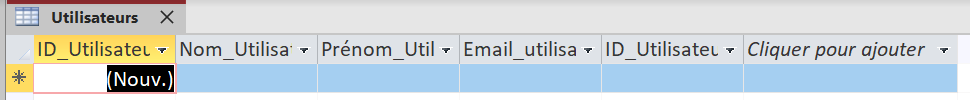 Utilisateurs
ID_Utilisateu Nom_Utilisat Prénom_Util Email_utilisa ID_Utilisateu Cliquer pour ajouter
(Nouv.)